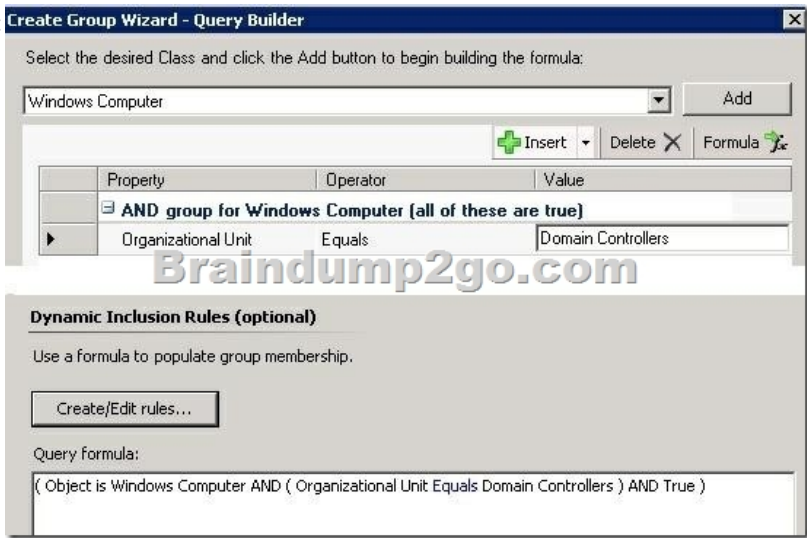 Create Group Wizard - Query Builder
Select the desired Class and click the Add button to begin building the formula:
Windows Computer
Add
Insert
Delete
Formula
Property Operator Value
AND group for Windows Computer (all of these are true)
Organizational Unit Equals Domain Controllers
Braindump2go.com
Dynamic Inclusion Rules (optional)
Use a formula to populate group membership.
Create/Edit rules...
Query formula:
( Object is Windows Computer AND ( Organizational Unit Equals Domain Controllers ) AND True )